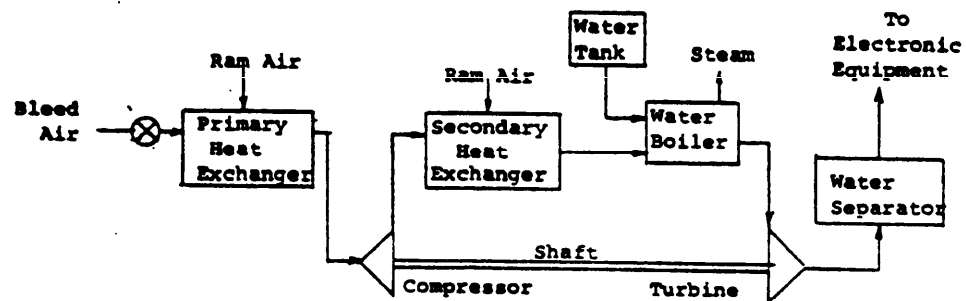 Bleed
Air
Ram Air
Primary
Heat
Exchanger
Ram Air
Secondary
Heat
Exchanger
Water
Tank
Steam
Water
Boiler
To
Electronic
Equipment
Water
Separator
Shaft
Compressor
Turbine